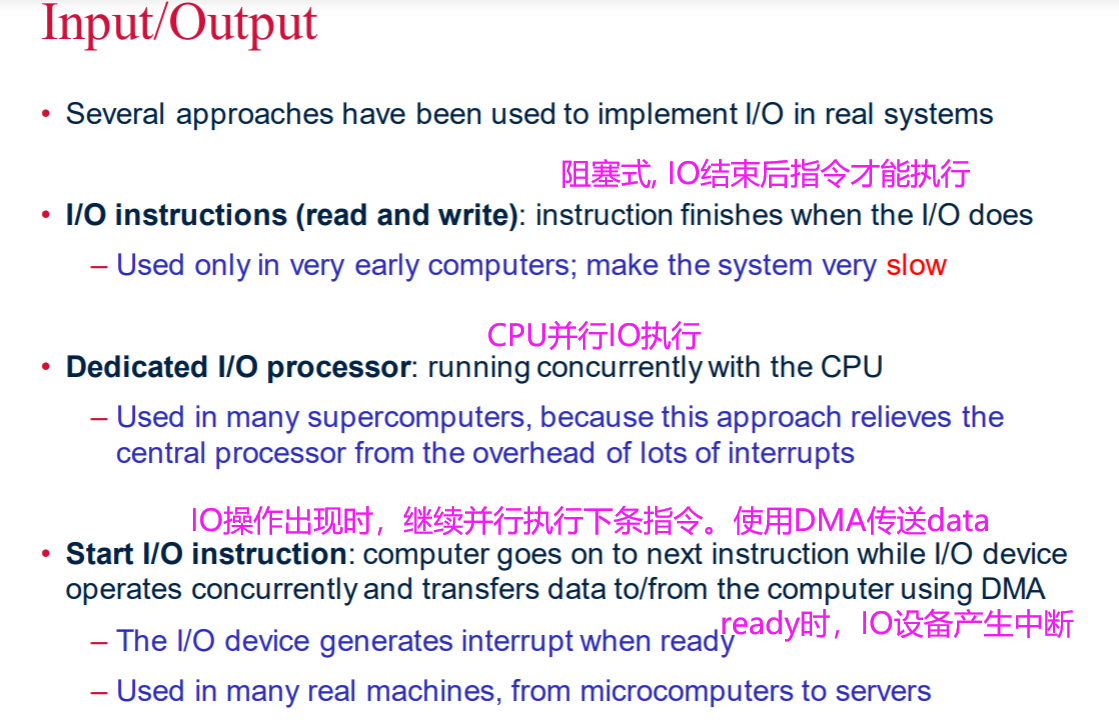 Input/Output
• Several approaches have been used to implement I/O in real systems
阻塞式, IO结束后指令才能执行
• I/O instructions (read and write): instruction finishes when the I/O does
– Used only in very early computers; make the system very slow
CPU并行IO执行
• Dedicated I/O processor: running concurrently with the CPU
– Used in many supercomputers, because this approach relieves the
central processor from the overhead of lots of interrupts
IO操作出现时，继续并行执行下条指令。使用DMA传送data
• Start I/O instruction: computer goes on to next instruction while I/O device
operates concurrently and transfers data to/from the computer using DMA
ready时，IO设备产生中断
– The I/O device generates interrupt when ready
– Used in many real machines, from microcomputers to servers